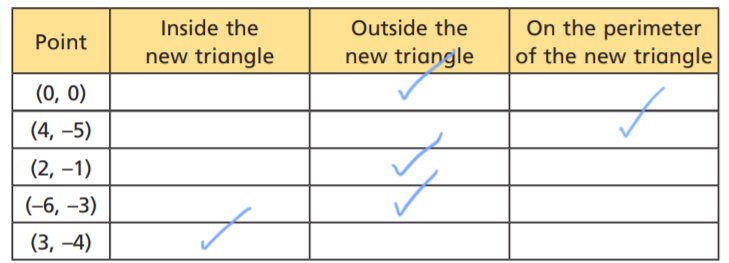 Point | Inside the new triangle | Outside the new triangle | On the perimeter of the new triangle
(0, 0) | | ✓ |
(4, –5) | | | ✓
(2, –1) | | ✓ |
(–6, –3) | | ✓ |
(3, –4) | ✓ | |